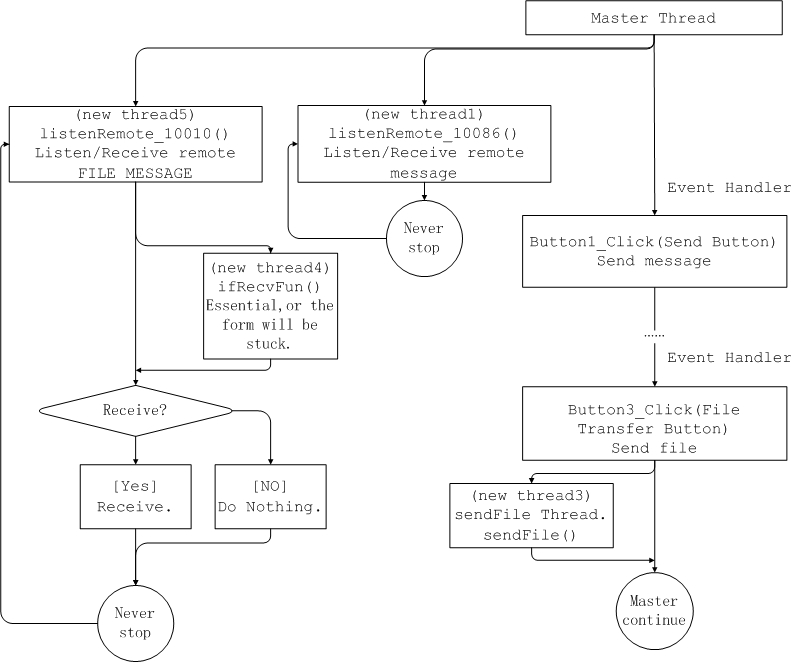 Master Thread
(new thread5)
listenRemote_10010()
Listen/Receive remote
FILE MESSAGE
(new thread1)
listenRemote_10086()
Listen/Receive remote
message
Event Handler
Never
stop
Button1_Click(Send Button)
Send message
(new thread4)
ifRecvFun()
Essential,or the
form will be
stuck.
......
Event Handler
Receive?
Button3_Click(File
Transfer Button)
Send file
[Yes]
Receive.
[NO]
Do Nothing.
(new thread3)
sendFile Thread.
sendFile()
Never
stop
Master
continue